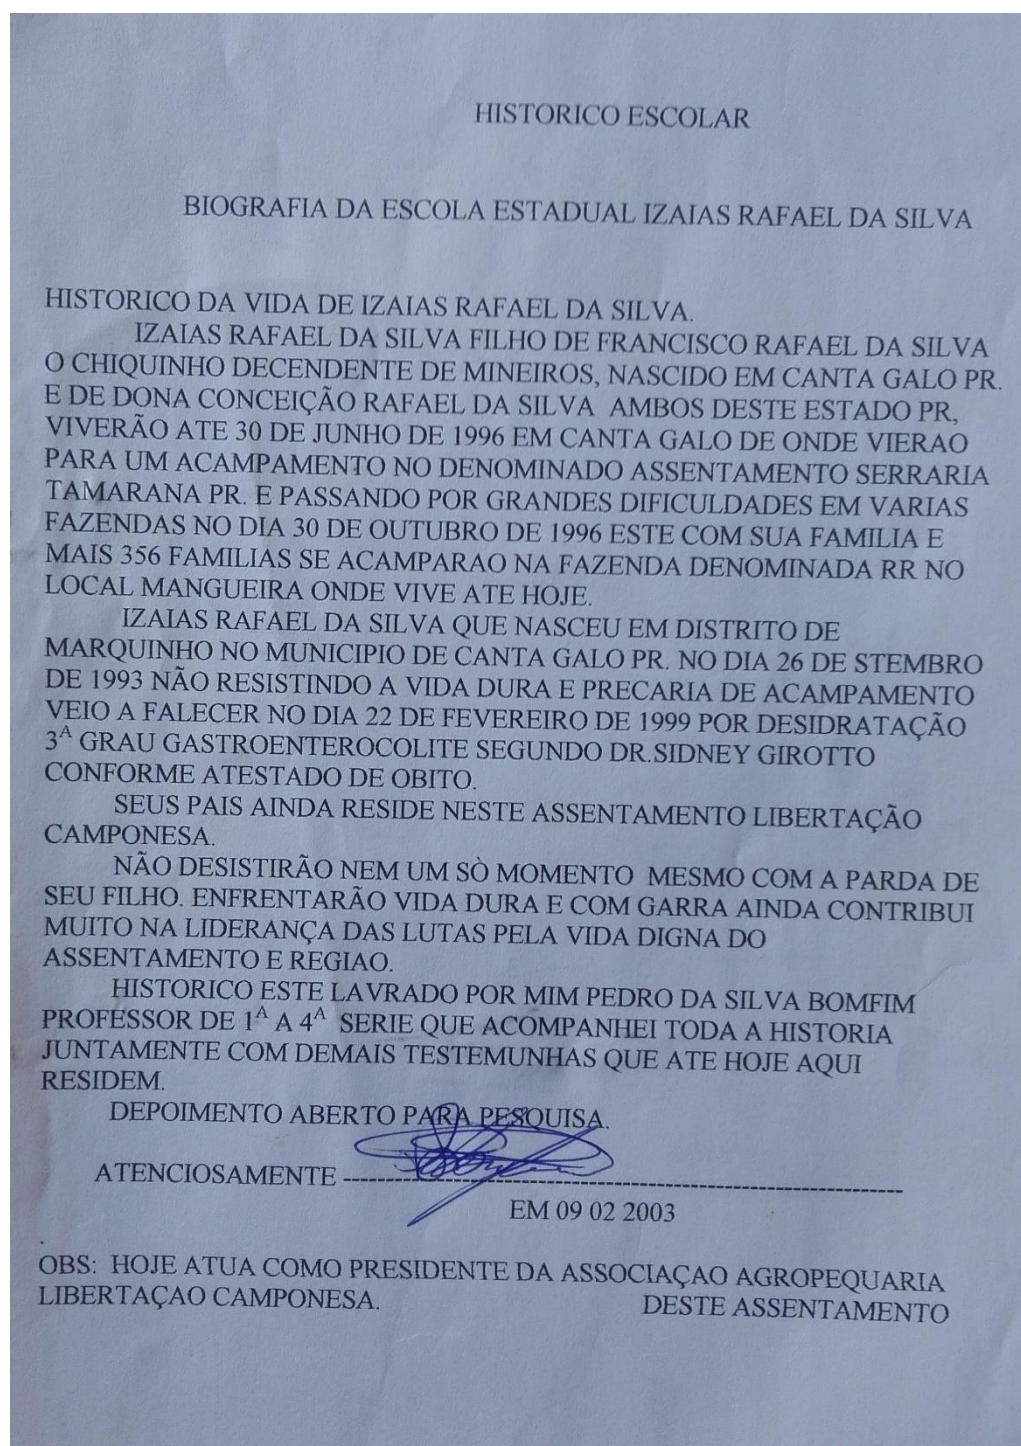 HISTORICO ESCOLAR
BIOGRAFIA DA ESCOLA ESTADUAL IZAIAS RAFAEL DA SILVA
HISTORICO DA VIDA DE IZAIAS RAFAEL DA SILVA.
IZAIAS RAFAEL DA SILVA FILHO DE FRANCISCO RAFAEL DA SILVA
O CHIQUINHO DECENDENTE DE MINEIROS, NASCIDO EM CANTA GALO PR.
E DE DONA CONCEIÇÃO RAFAEL DA SILVA AMBOS DESTE ESTADO PR,
VIVERÃO ATE 30 DE JUNHO DE 1996 EM CANTA GALO DE ONDE VIERAO
PARA UM ACAMPAMENTO NO DENOMINADO ASSENTAMENTO SERRARIA
TAMARANA PR. E PASSANDO POR GRANDES DIFICULDADES EM VARIAS
FAZENDAS NO DIA 30 DE OUTUBRO DE 1996 ESTE COM SUA FAMILIA E
MAIS 356 FAMILIAS SE ACAMPARAO NA FAZENDA DENOMINADA RR NO
LOCAL MANGUEIRA ONDE VIVE ATE HOJE.
IZAIAS RAFAEL DA SILVA QUE NASCEU EM DISTRITO DE
MARQUINHO NO MUNICIPIO DE CANTA GALO PR. NO DIA 26 DE STEMBRO
DE 1993 NÃO RESISTINDO A VIDA DURA E PRECARIA DE ACAMPAMENTO
VEIO A FALECER NO DIA 22 DE FEVEREIRO DE 1999 POR DESIDRATAÇÃO
3ᴬ GRAU GASTROENTEROCOLITE SEGUNDO DR.SIDNEY GIROTTO
CONFORME ATESTADO DE OBITO.
SEUS PAIS AINDA RESIDE NESTE ASSENTAMENTO LIBERTAÇÃO
CAMPONESA.
NÃO DESISTIRÃO NEM UM SÒ MOMENTO MESMO COM A PARDA DE
SEU FILHO. ENFRENTARÃO VIDA DURA E COM GARRA AINDA CONTRIBUI
MUITO NA LIDERANÇA DAS LUTAS PELA VIDA DIGNA DO
ASSENTAMENTO E REGIAO.
HISTORICO ESTE LAVRADO POR MIM PEDRO DA SILVA BOMFIM
PROFESSOR DE 1ᴬ A 4ᴬ SERIE QUE ACOMPANHEI TODA A HISTORIA
JUNTAMENTE COM DEMAIS TESTEMUNHAS QUE ATE HOJE AQUI
RESIDEM.
DEPOIMENTO ABERTO PARA PESQUISA.
ATENCIOSAMENTE ------------------------------------------------------------------
EM 09 02 2003
OBS: HOJE ATUA COMO PRESIDENTE DA ASSOCIAÇAO AGROPEQUARIA
LIBERTAÇAO CAMPONESA. DESTE ASSENTAMENTO